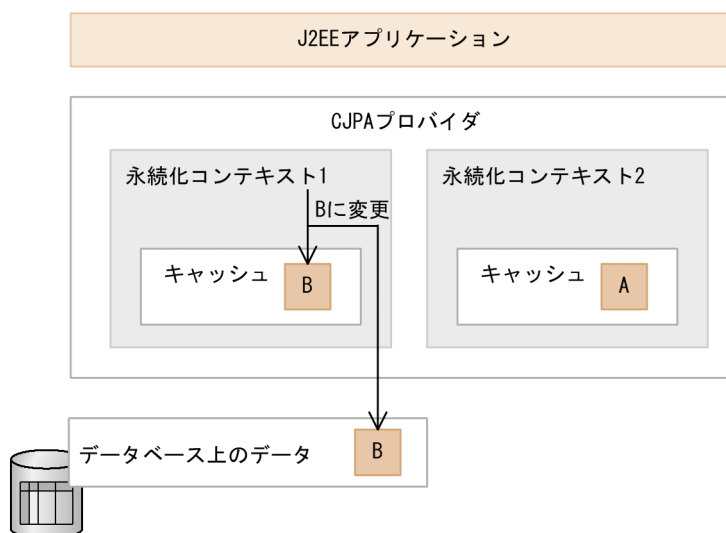 J2EEアプリケーション
CJPAプロバイダ
永続化コンテキスト1
永続化コンテキスト2
Bに変更
キャッシュ
B
キャッシュ
A
データベース上のデータ
B